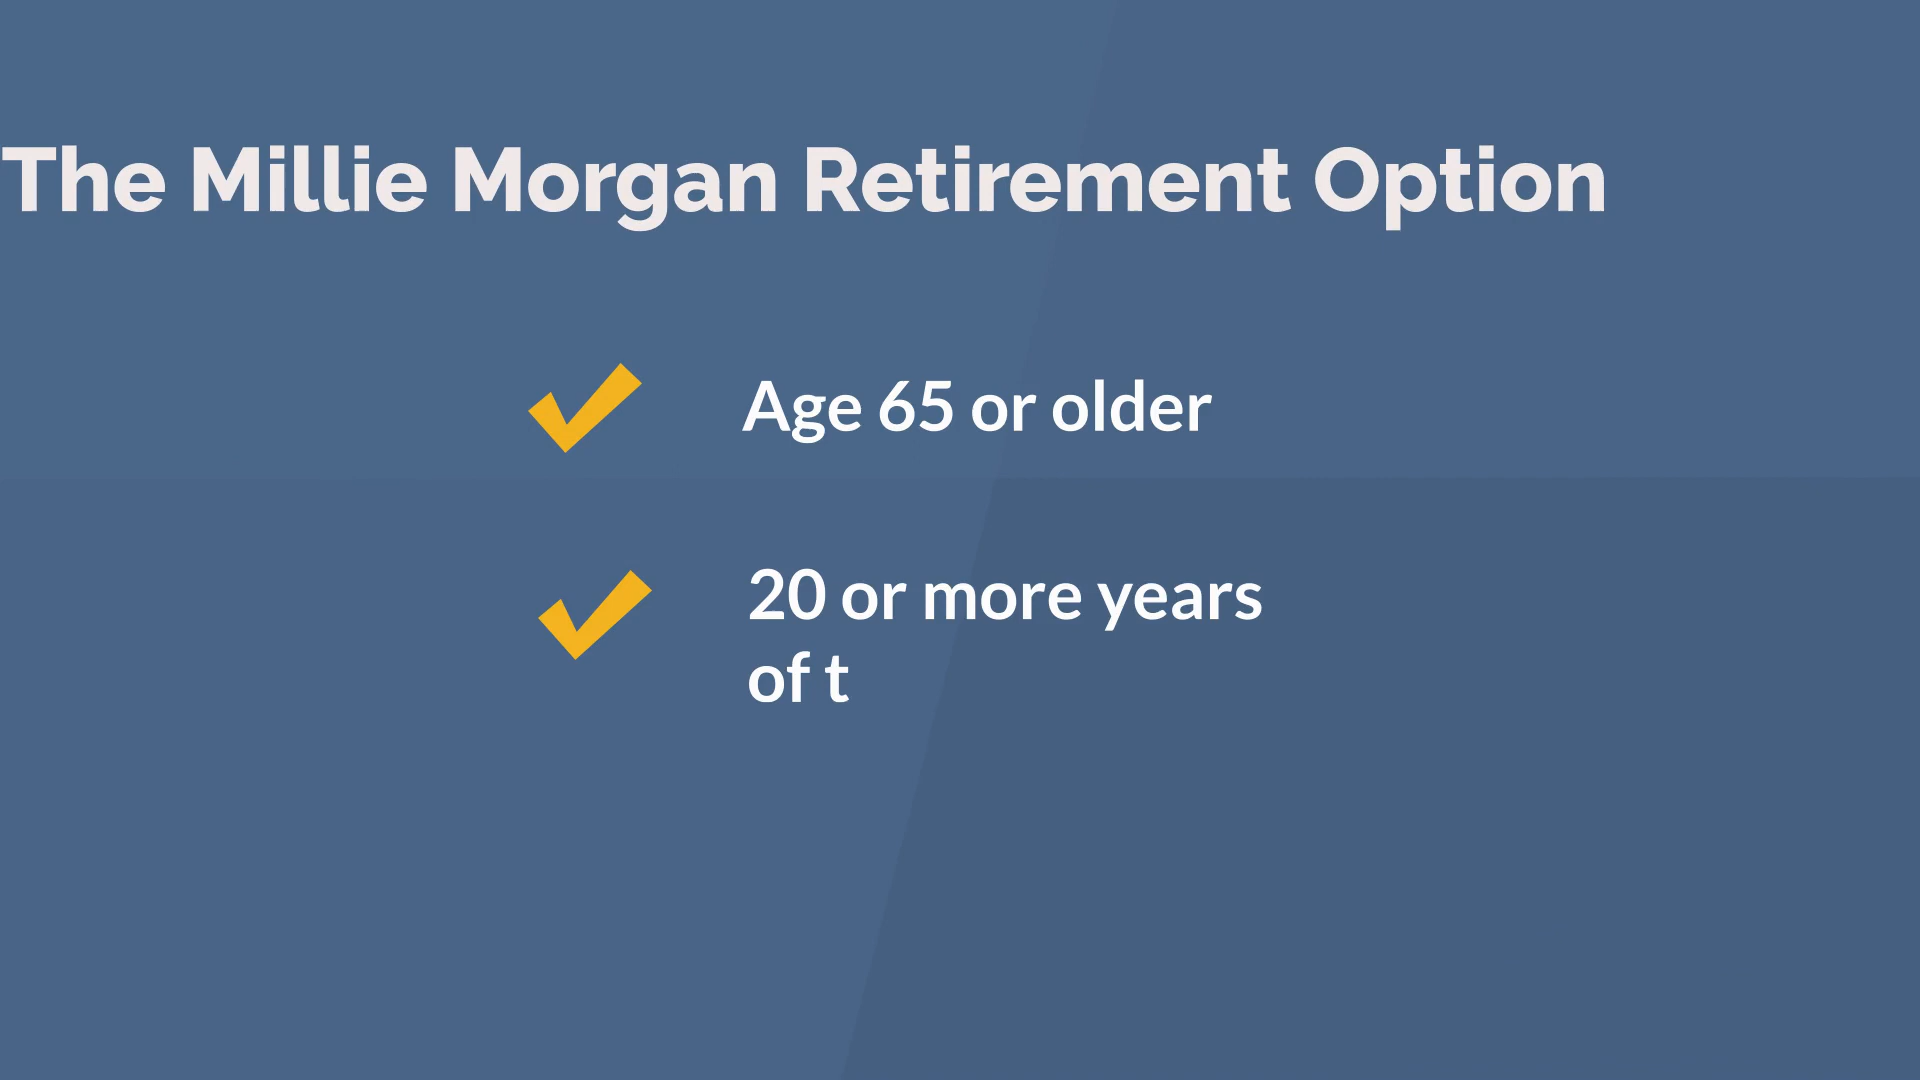 The Millie Morgan Retirement Option
Age 65 or older
20 or more years
of t